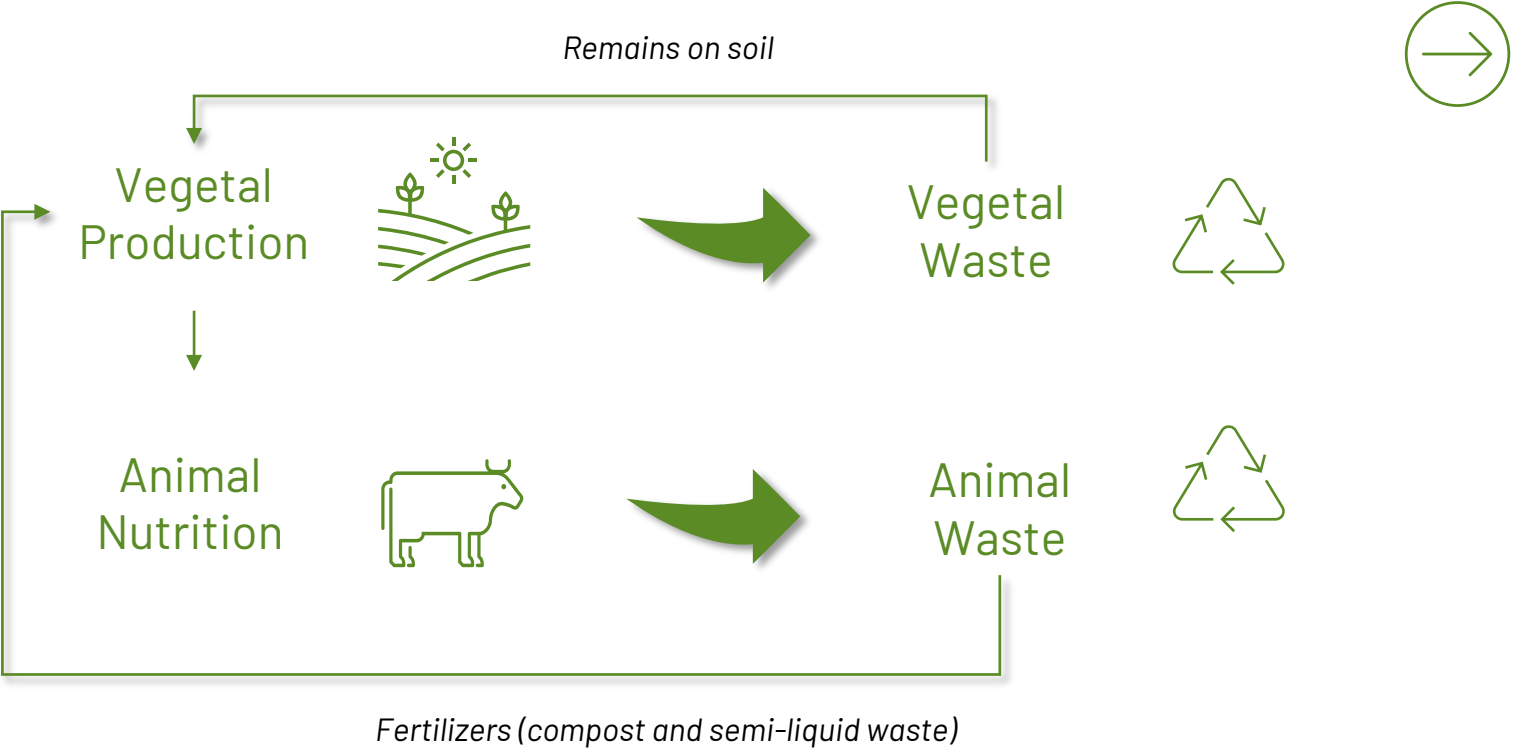 Remains on soil
Vegetal
Production
Vegetal
Waste
Animal
Nutrition
Animal
Waste
Fertilizers (compost and semi-liquid waste)